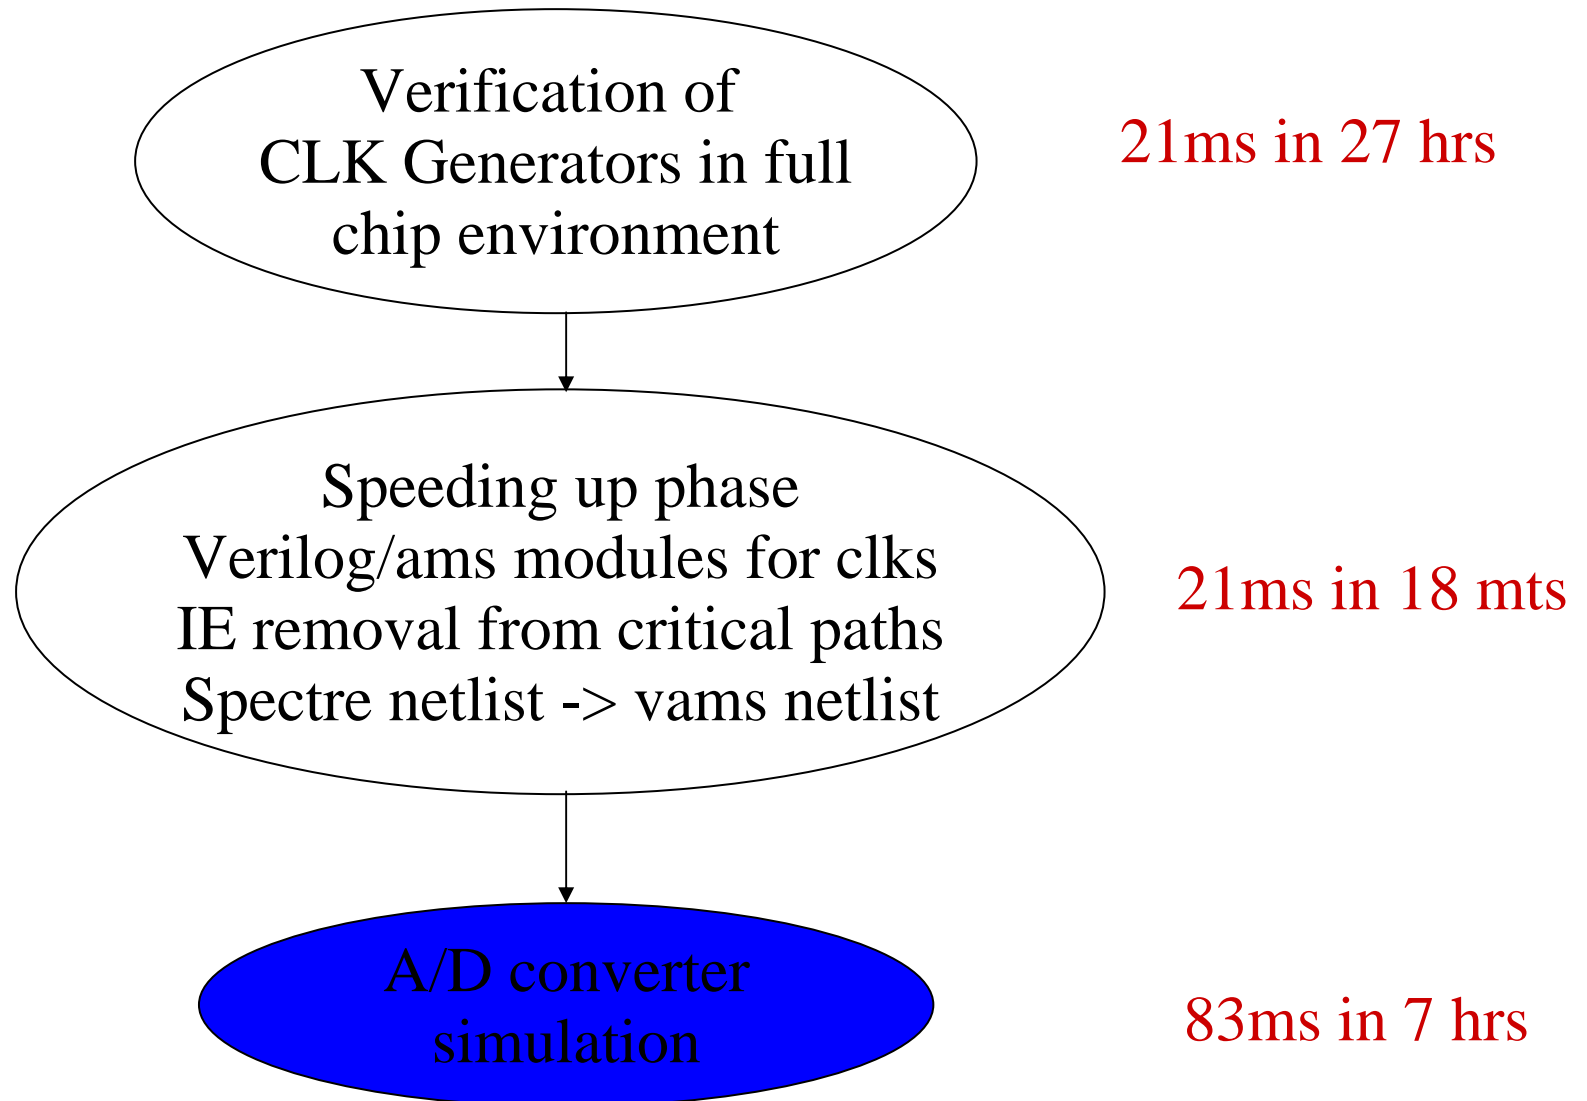 Verification of
CLK Generators in full
chip environment
21ms in 27 hrs
Speeding up phase
Verilog/ams modules for clks
IE removal from critical paths
Spectre netlist -> vams netlist
21ms in 18 mts
A/D converter
simulation
83ms in 7 hrs